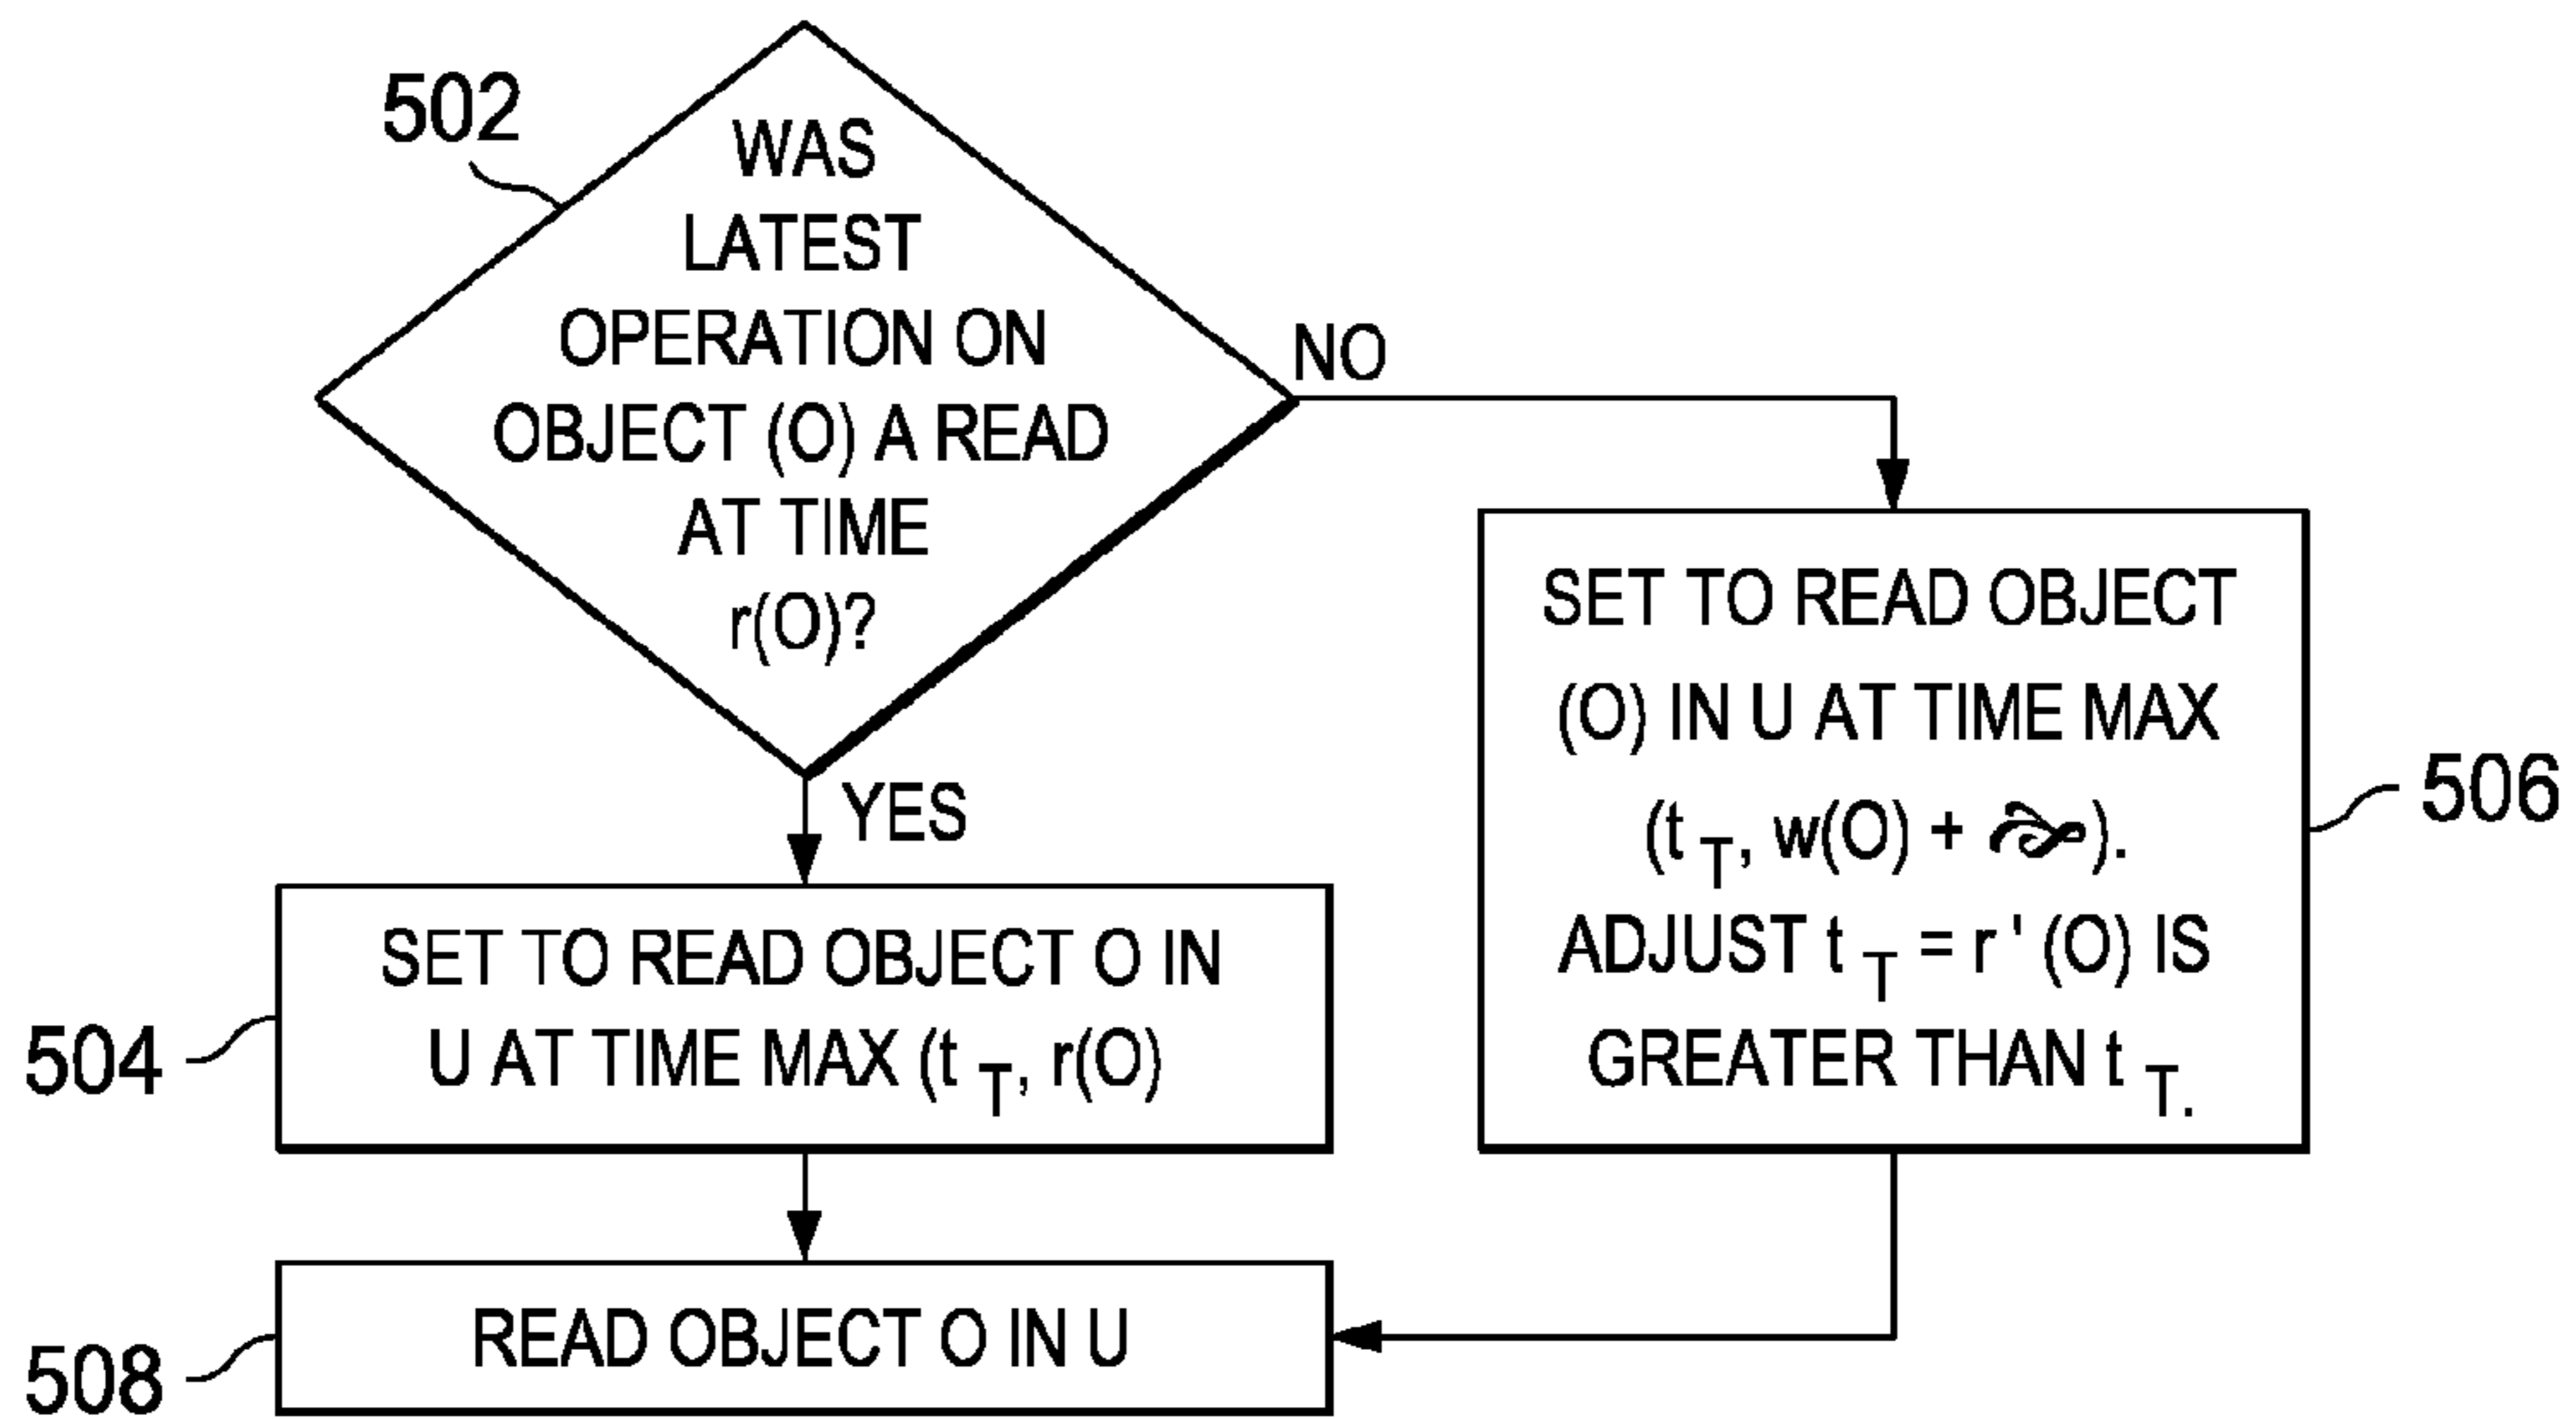 502
WAS
LATEST
OPERATION ON
OBJECT (O) A READ
AT TIME
r(O)?
NO
YES
SET TO READ OBJECT
(O) IN U AT TIME MAX
(t T, w(O) + ).
ADJUST t T = r ' (O) IS
GREATER THAN t T.
506
SET TO READ OBJECT O IN
U AT TIME MAX (t T, r(O)
504
READ OBJECT O IN U
508